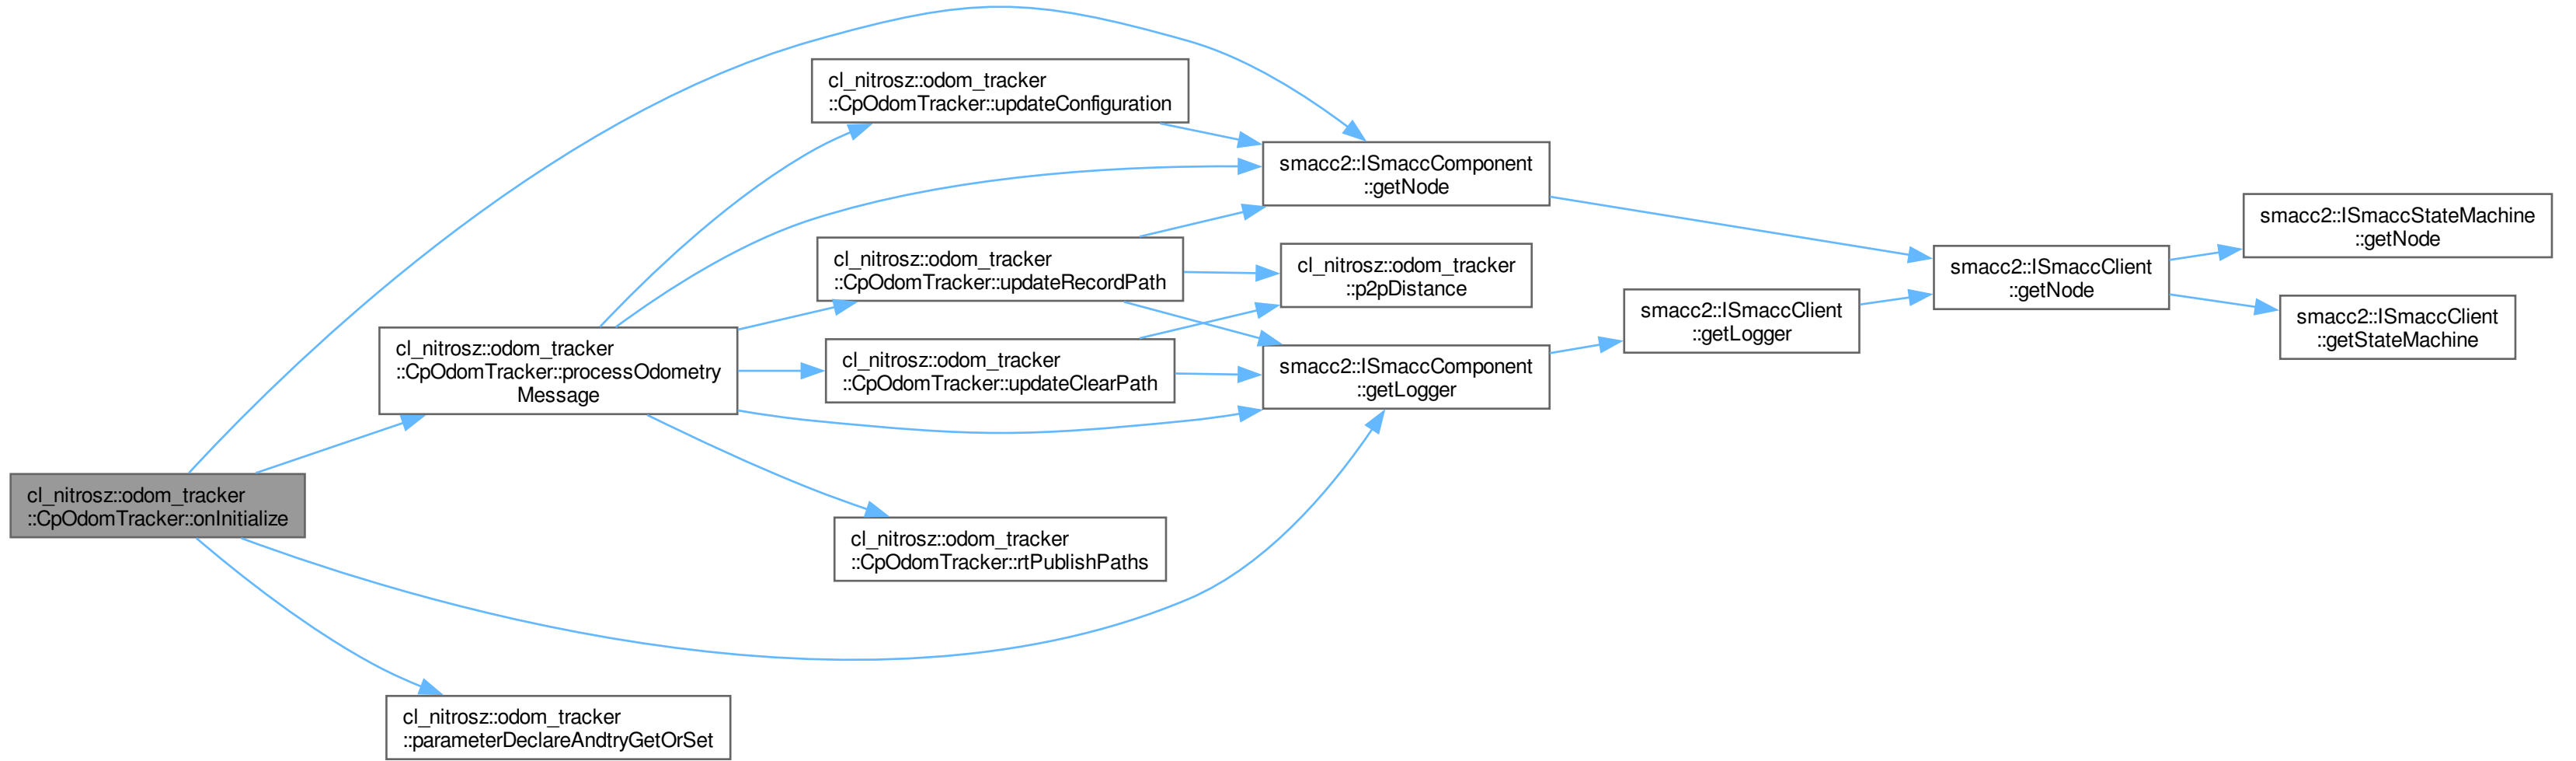 cl_nitrosz::odom_tracker
::CpOdomTracker::onInitialize
cl_nitrosz::odom_tracker
::CpOdomTracker::processOdometry
Message
cl_nitrosz::odom_tracker
::parameterDeclareAndtryGetOrSet
cl_nitrosz::odom_tracker
::CpOdomTracker::updateConfiguration
cl_nitrosz::odom_tracker
::CpOdomTracker::updateRecordPath
cl_nitrosz::odom_tracker
::CpOdomTracker::updateClearPath
cl_nitrosz::odom_tracker
::CpOdomTracker::rtPublishPaths
smacc2::ISmaccComponent
::getNode
cl_nitrosz::odom_tracker
::p2pDistance
smacc2::ISmaccComponent
::getLogger
smacc2::ISmaccClient
::getLogger
smacc2::ISmaccClient
::getNode
smacc2::ISmaccStateMachine
::getNode
smacc2::ISmaccClient
::getStateMachine